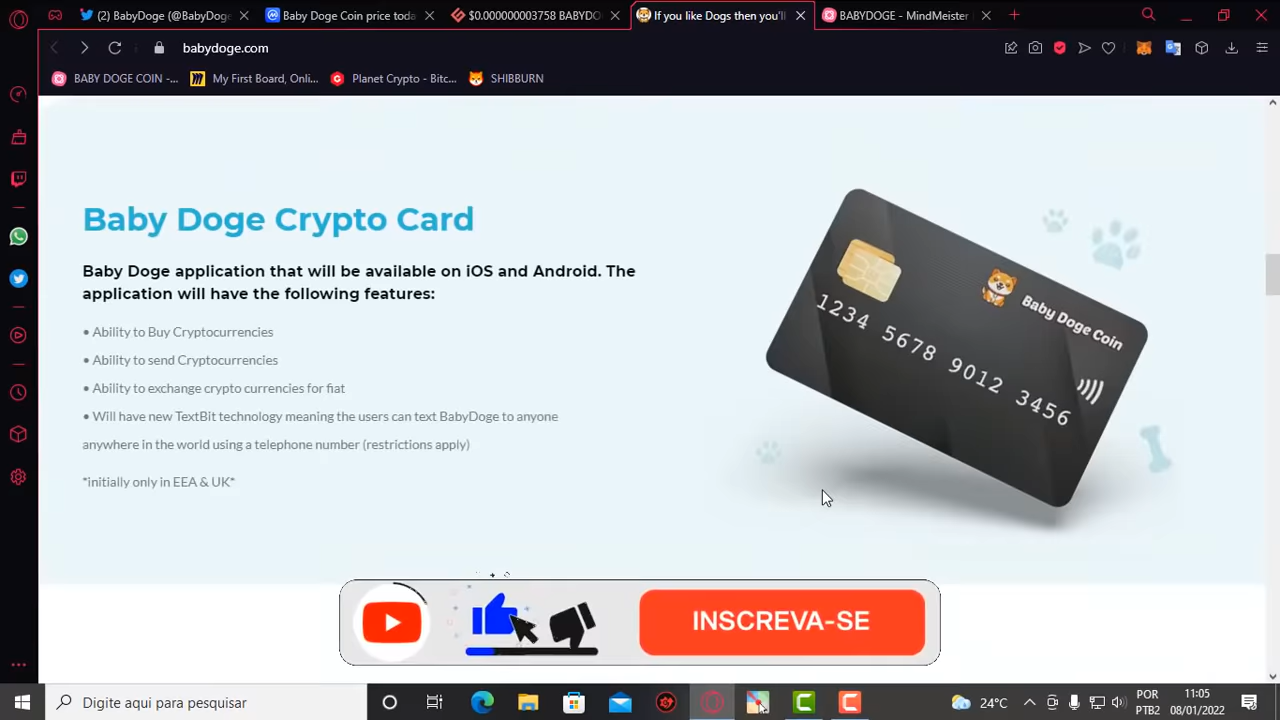 (2) BabyDoge (@BabyDoge
Baby Doge Coin price toda
$0.000000003758 BABYDO
If you like Dogs then you'll
BABYDOGE - MindMeister
babydoge.com
BABY DOGE COIN -...
My First Board, Onli...
Planet Crypto - Bitc...
SHIBBURN
Baby Doge Crypto Card
Baby Doge application that will be available on iOS and Android. The
application will have the following features:
• Ability to Buy Cryptocurrencies
• Ability to send Cryptocurrencies
• Ability to exchange crypto currencies for fiat
• Will have new TextBit technology meaning the users can text BabyDoge to anyone
anywhere in the world using a telephone number (restrictions apply)
*initially only in EEA & UK*
Baby Doge Coin
1234 5678 9012 3456
INSCREVA-SE
Digite aqui para pesquisar
24°C
POR
PTB2
11:05
08/01/2022